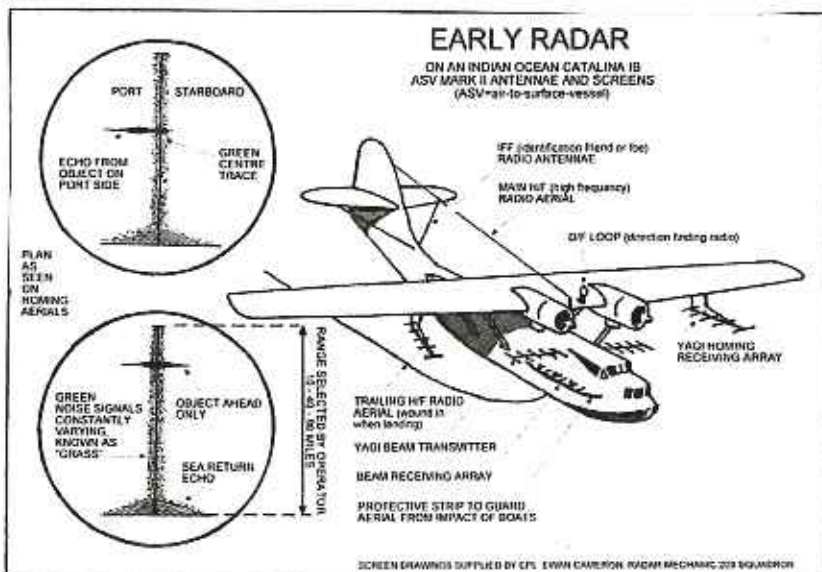 EARLY RADAR
ON AN INDIAN OCEAN CATALINA IB
ASV MARK II ANTENNAE AND SCREENS
(ASV=air-to-surface-vessel)
PORT
STARBOARD
ECHO FROM
OBJECT ON
PORT SIDE
GREEN
CENTRE
TRACE
PLAN
AS
SEEN
ON
HOMING
AERIALS
GREEN
NOISE SIGNALS
CONSTANTLY
VARYING,
KNOWN AS
"GRASS"
OBJECT AHEAD
ONLY
SEA RETURN
ECHO
RANGE SELECTED BY OPERATOR
MILES
IFF (identification friend or foe)
RADIO ANTENNAE
MAIN H/F (high frequency)
RADIO AERIAL
D/F LOOP (direction finding radio)
YAGI HOMING
RECEIVING ARRAY
TRAILING H/F RADIO
AERIAL (wound in
when landing)
YAGI BEAM TRANSMITTER
BEAM RECEIVING ARRAY
PROTECTIVE STRIP TO GUARD
AERIAL FROM IMPACT OF BOATS
SCREEN DRAWINGS SUPPLIED BY CPL EWAN CAMERON, RADAR MECHANIC SQUADRON